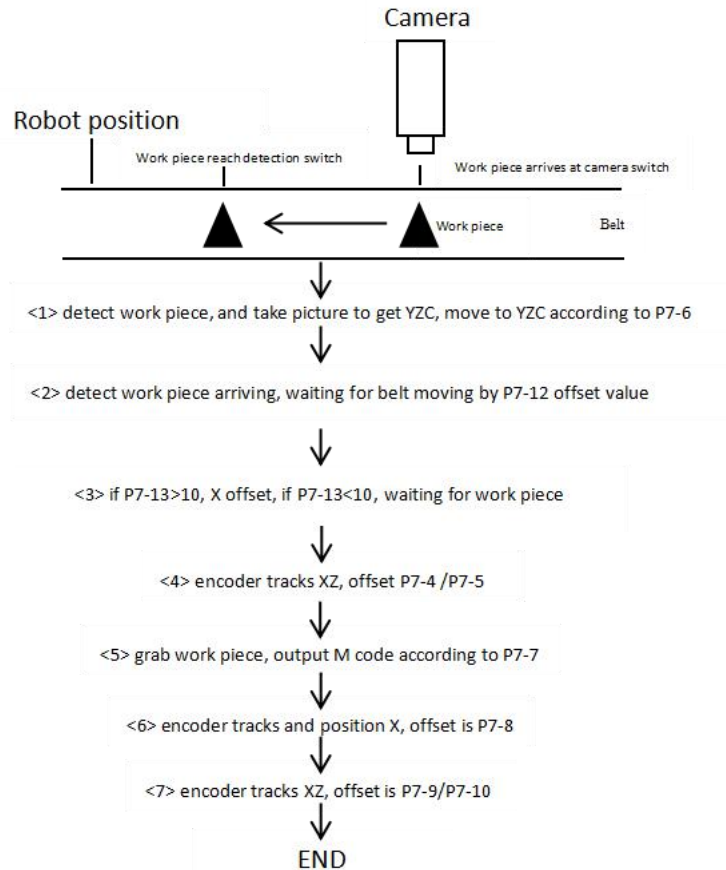 Camera
Robot position
Work piece reach detection switch
Work piece arrives at camera switch
Work piece
Belt
<1> detect work piece, and take picture to get YZC, move to YZC according to P7-6
<2> detect work piece arriving, waiting for belt moving by P7-12 offset value
<3> if P7-13>10, X offset, if P7-13<10, waiting for work piece
<4> encoder tracks XZ, offset P7-4 /P7-5
<5> grab work piece, output M code according to P7-7
<6> encoder tracks and position X, offset is P7-8
<7> encoder tracks XZ, offset is P7-9/P7-10
END